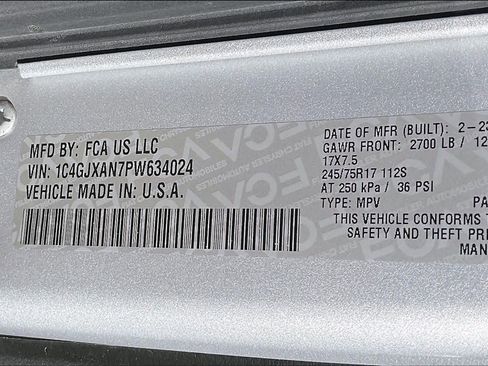 MFD BY: FCA US LLC
VIN: 1C4GJXAN7PW634024
VEHICLE MADE IN: U.S.A.
DATE OF MFR (BUILT): 2-23
GAWR FRONT: 2700 LB / 12
17X7.5
245/75R17 112S
AT 250 kPa / 36 PSI
TYPE: MPV PA
THIS VEHICLE CONFORMS T
SAFETY AND THEFT PRE
MAN